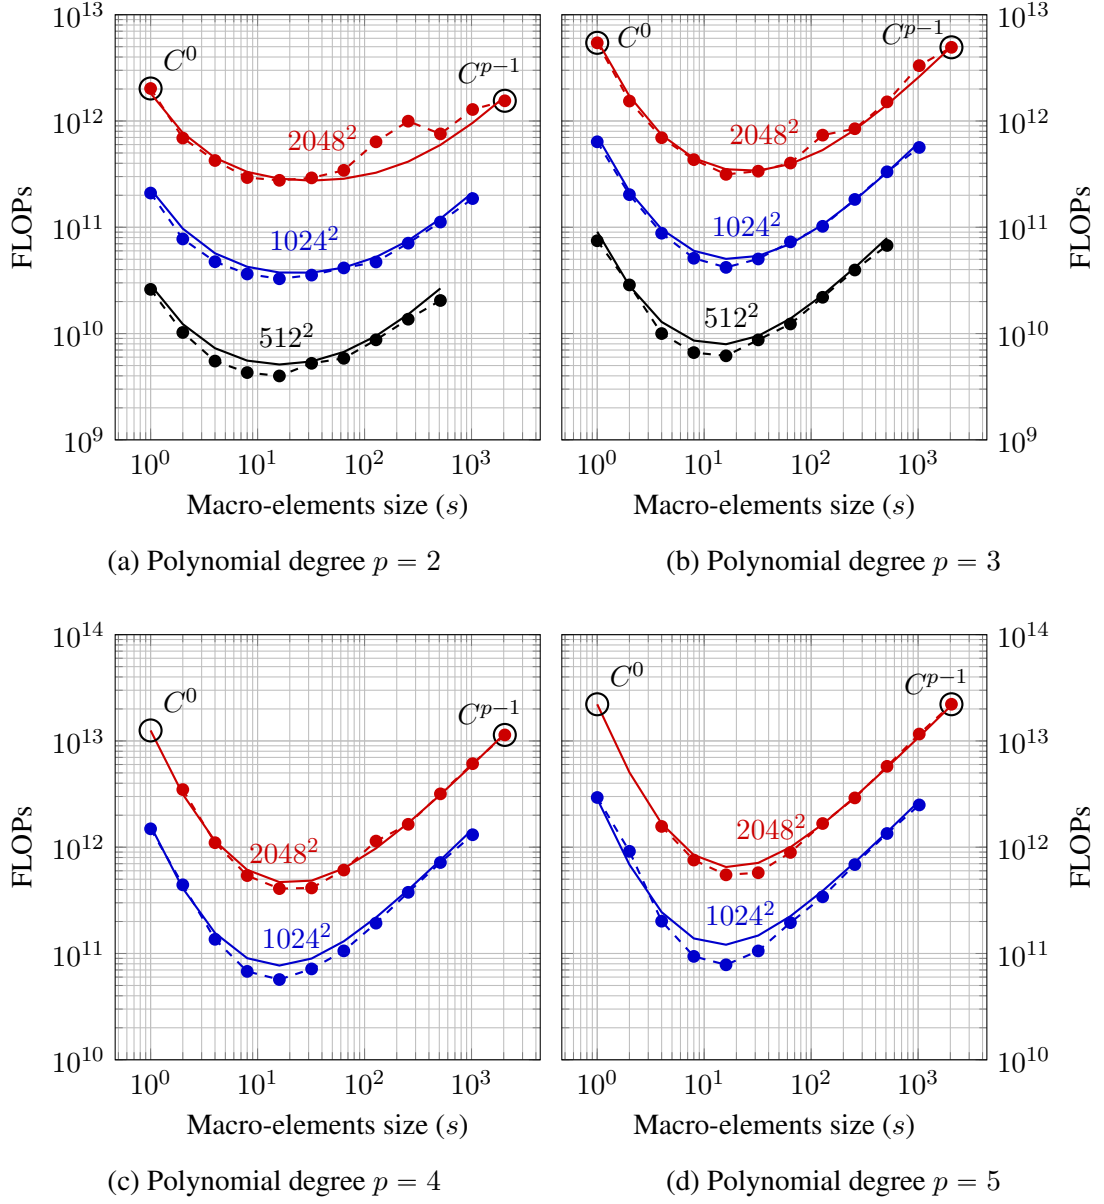 10^13
10^12
10^11
10^10
10^9
FLOPs
C^0
C^{p−1}
2048^2
1024^2
512^2
10^0 10^1 10^2 10^3
Macro-elements size (s)
(a) Polynomial degree p = 2
10^13
10^12
10^11
10^10
10^9
FLOPs
C^0
C^{p−1}
2048^2
1024^2
512^2
10^0 10^1 10^2 10^3
Macro-elements size (s)
(b) Polynomial degree p = 3
10^14
10^13
10^12
10^11
10^10
FLOPs
C^0
C^{p−1}
2048^2
1024^2
10^0 10^1 10^2 10^3
Macro-elements size (s)
(c) Polynomial degree p = 4
10^14
10^13
10^12
10^11
10^10
FLOPs
C^0
C^{p−1}
2048^2
1024^2
10^0 10^1 10^2 10^3
Macro-elements size (s)
(d) Polynomial degree p = 5